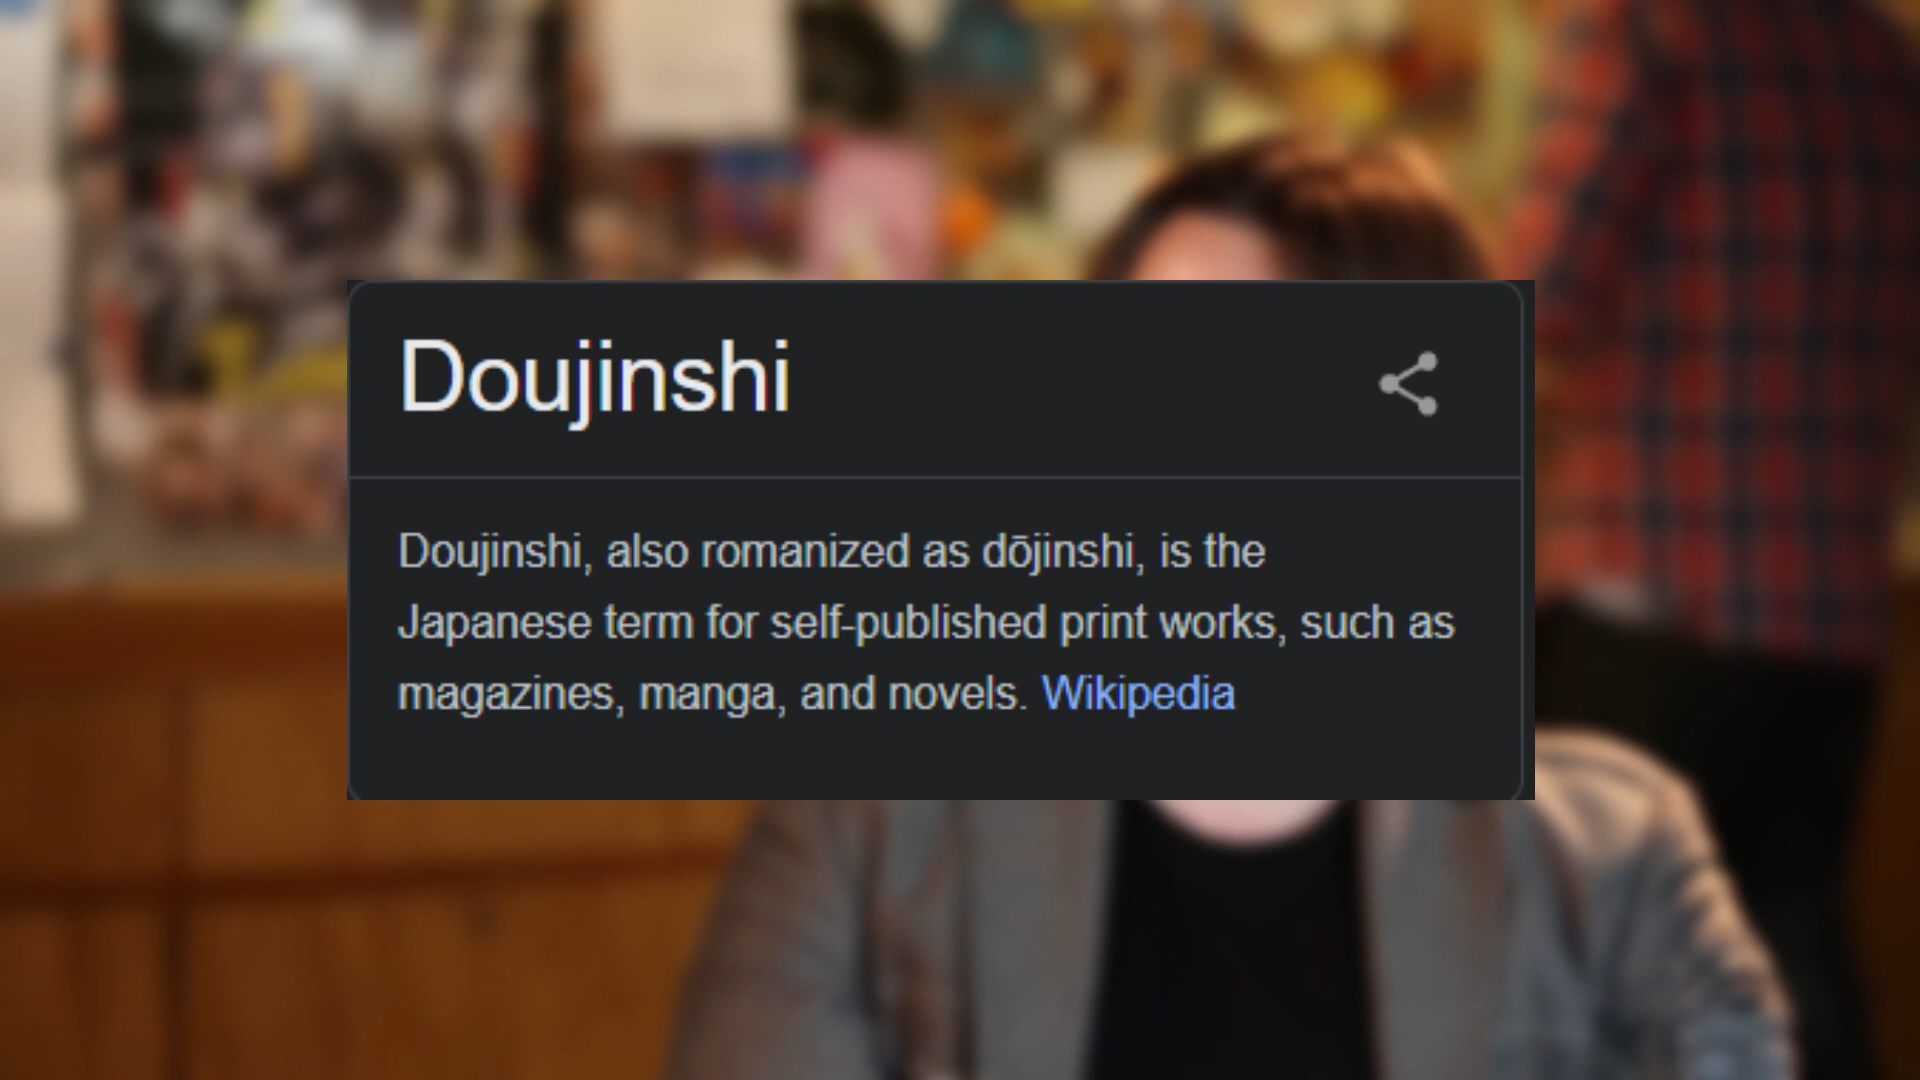 Doujinshi
Doujinshi, also romanized as dōjinshi, is the
Japanese term for self-published print works, such as
magazines, manga, and novels. Wikipedia